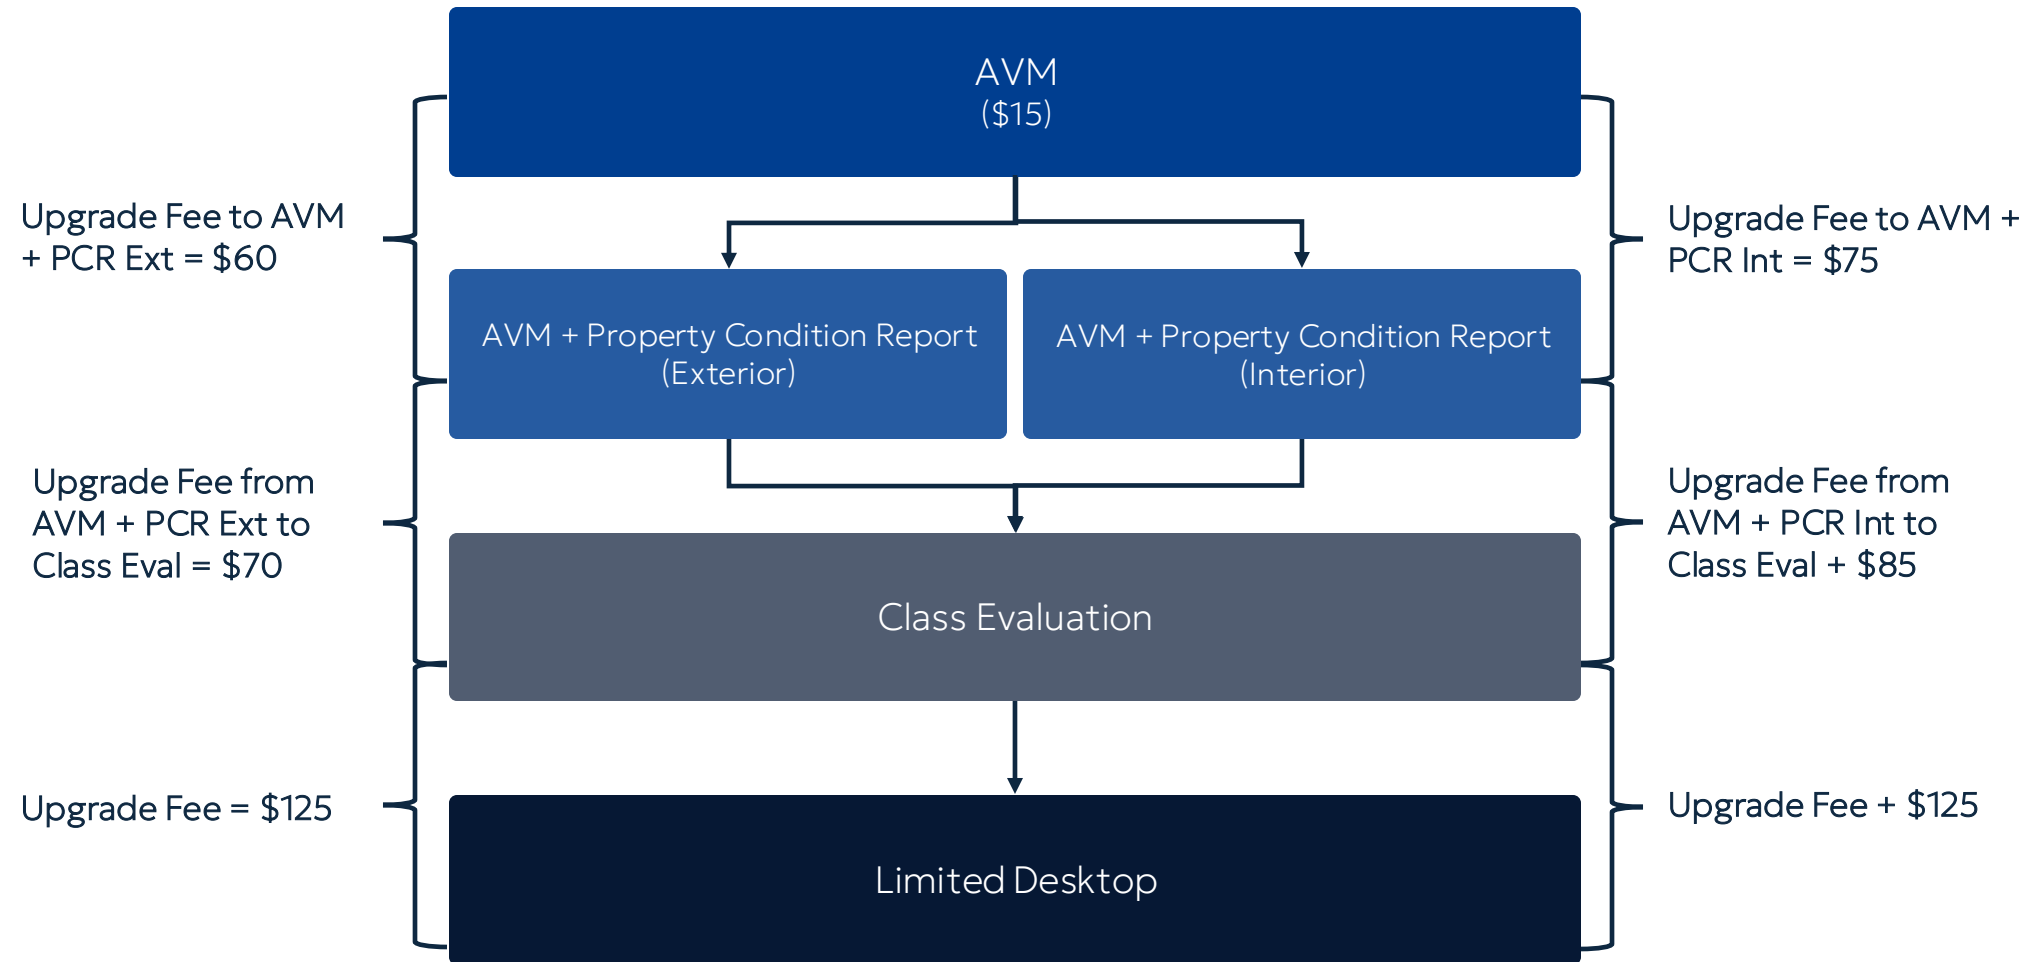 AVM
($15)
Upgrade Fee to AVM
+ PCR Ext = $60
Upgrade Fee to AVM +
PCR Int = $75
AVM + Property Condition Report
(Exterior)
AVM + Property Condition Report
(Interior)
Upgrade Fee from
AVM + PCR Ext to
Class Eval = $70
Upgrade Fee from
AVM + PCR Int to
Class Eval + $85
Class Evaluation
Upgrade Fee = $125
Upgrade Fee + $125
Limited Desktop